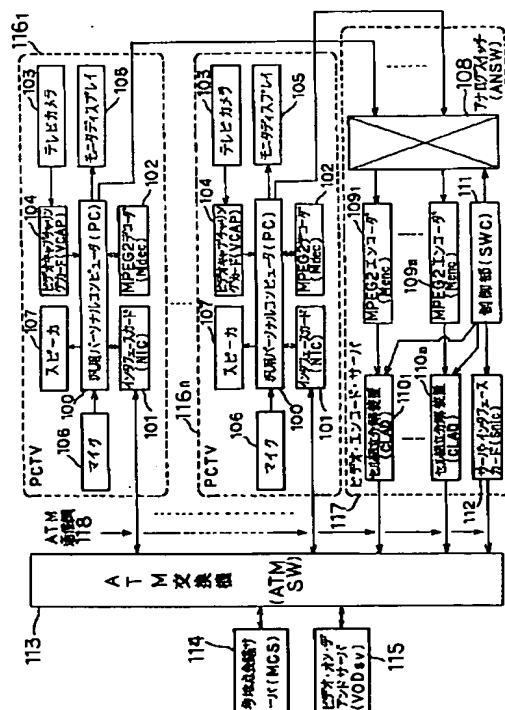 116₁
103
テレビカメラ
105
モニタディスプレイ
104
ビデオキャプチャリングカード(VCAP)
汎用パーソナルコンピュータ(PC)
102
MPEG2デコーダ
(Mdec)
107
スピーカ
100
インタフェースカード(NIC)
101
106
マイク
PCTV
116n
103
テレビカメラ
105
モニタディスプレイ
104
ビデオキャプチャリングカード(VCAP)
汎用パーソナルコンピュータ(PC)
102
MPEG2デコーダ
(Mdec)
107
スピーカ
100
インタフェースカード(NIC)
101
106
マイク
PCTV
アナログスイッチ
(ANSW)
108
109₁
MPEG2エンコーダ
(Menc)
109n
MPEG2エンコーダ
(Menc)
111
制御部(SWC)
110₁
セル組立分解装置
(CLAD)
110n
セル組立分解装置
(CLAD)
サーバインタフェース
カード(SNIC)
112
ビデオ・エンコード・サーバ
117
ATM
通信網
118
ATM交換機
(ATM SW)
113
114
多地点会議サ
ーバ(MCS)
115
ビデオ・オン・デ
マンドサーバ
(VODsv)